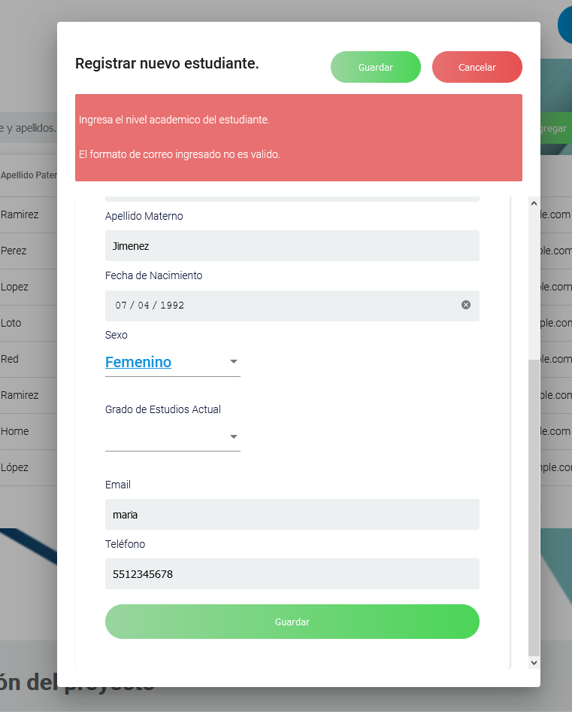 Registrar nuevo estudiante.
Guardar
Cancelar
Ingresa el nivel academico del estudiante.
El formato de correo ingresado no es valido.
e y apellidos.
regar
Apellido Pater
Apellido Materno
Ramirez
ple.com
Jimenez
Perez
ple.com
Fecha de Nacimiento
Lopez
ple.com
07 / 04 / 1992
Loto
ple.com
Sexo
Red
ple.com
Femenino
Ramirez
ple.com
Grado de Estudios Actual
Home
le.com
López
nple.com
Email
maria
Teléfono
5512345678
Guardar
ón del proyecto